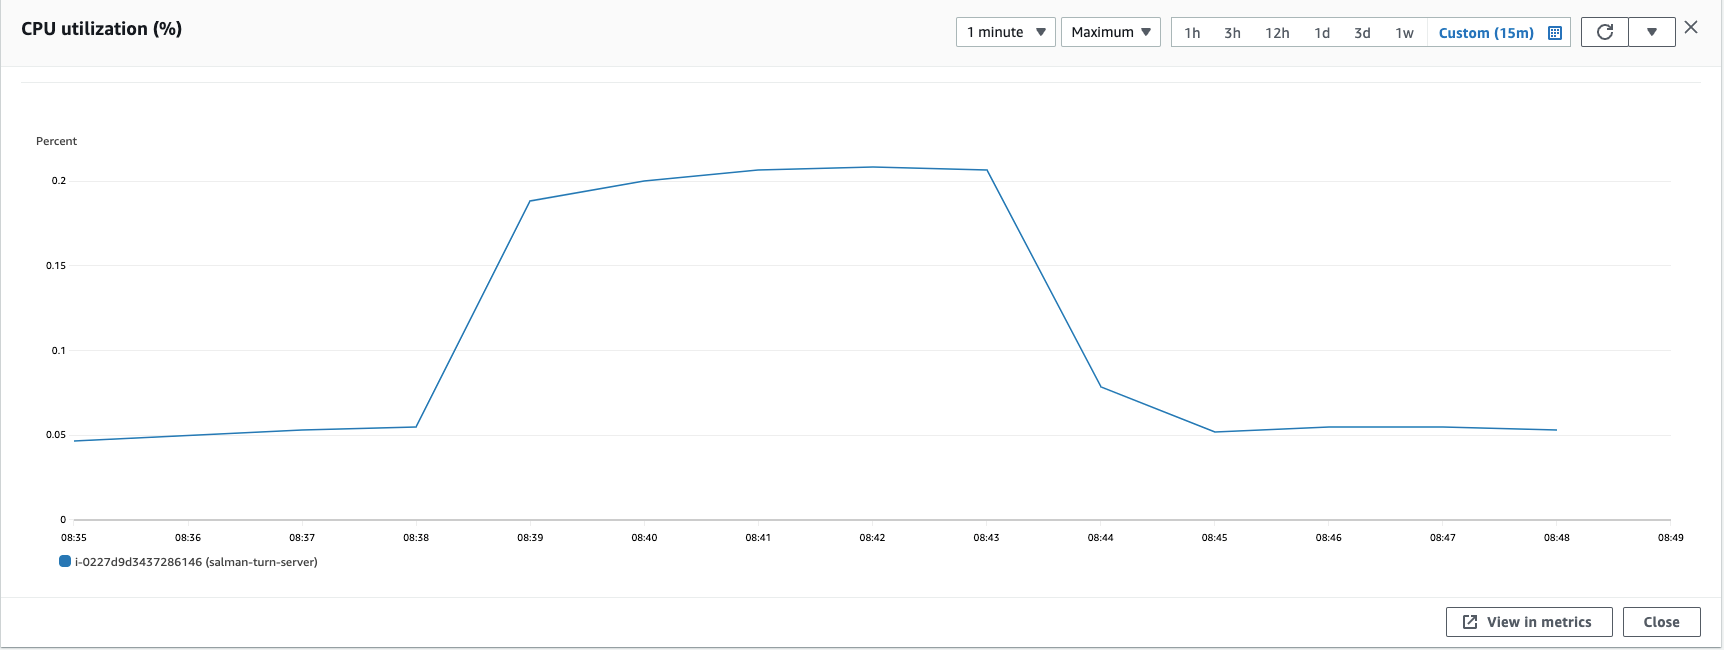 CPU utilization (%)
1 minute
Maximum
1h 3h 12h 1d 3d 1w Custom (15m)
Percent
0.2
0.15
0.1
0.05
0
08:35 08:36 08:37 08:38 08:39 08:40 08:41 08:42 08:43 08:44 08:45 08:46 08:47 08:48 08:49
i-0227d9d3437286146 (salman-turn-server)
View in metrics
Close